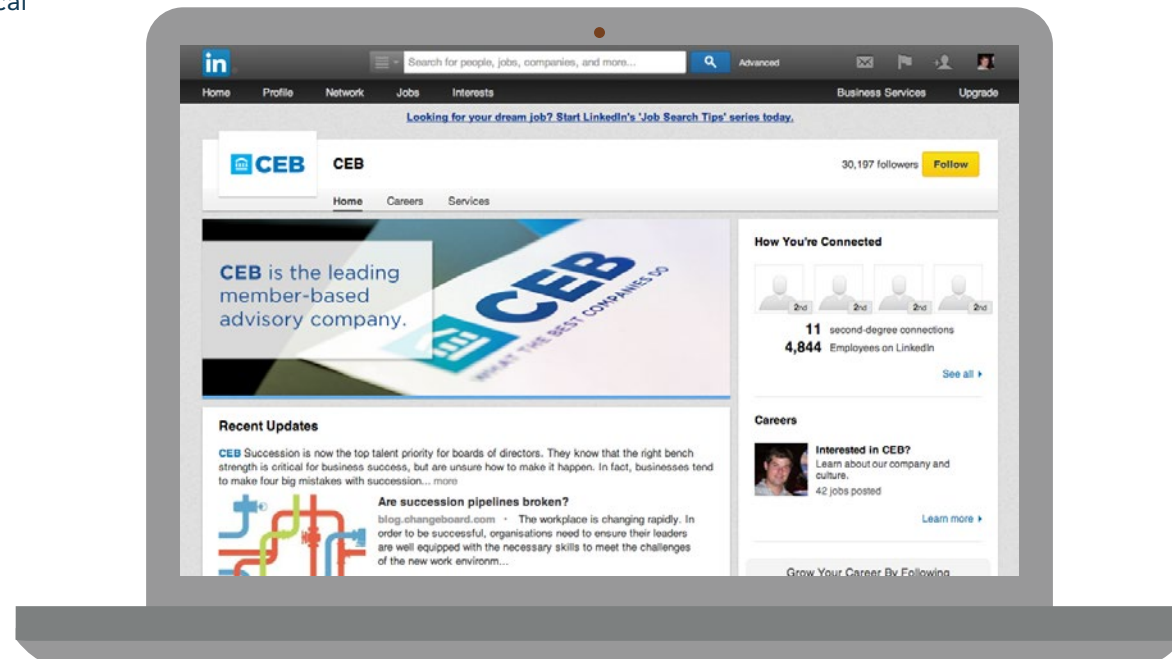 cal
in
Search for people, jobs, companies, and more...
Advanced
Home Profile Network Jobs Interests Business Services Upgrade
Looking for your dream job? Start LinkedIn's 'Job Search Tips' series today.
CEB
CEB
30,197 followers Follow
Home Careers Services
CEB is the leading
member-based
advisory company.
CEB
WHAT THE BEST COMPANIES DO
How You're Connected
2nd 2nd 2nd 2nd
11 second-degree connections
4,844 Employees on LinkedIn
See all
Recent Updates
CEB Succession is now the top talent priority for boards of directors. They know that the right bench
strength is critical for business success, but are unsure how to make it happen. In fact, businesses tend
to make four big mistakes with succession... more
Are succession pipelines broken?
blog.changeboard.com · The workplace is changing rapidly. In
order to be successful, organisations need to ensure their leaders
are well equipped with the necessary skills to meet the challenges
of the new work environm...
Careers
Interested in CEB?
Learn about our company and
culture.
42 jobs posted
Learn more
Grow Your Career By Following